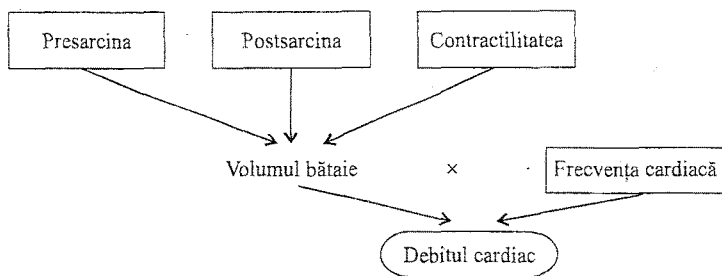 Presarcina Postsarcina Contractilitatea
Volumul bătaie × Frecvența cardiacă
Debitul cardiac